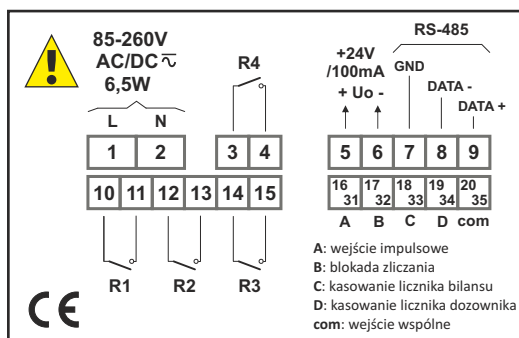 85-260V
AC/DC
6,5W
L N
R4
+24V
/100mA
+ Uo -
RS-485
GND
DATA -
DATA +
1 2 3 4 5 6 7 8 9
10 11 12 13 14 15
16 31 17 32 18 33 19 34 20 35
A B C D com
R1 R2 R3
A: wejście impulsowe
B: blokada zliczania
C: kasowanie licznika bilansu
D: kasowanie licznika dozownika
com: wejście wspólne
CE